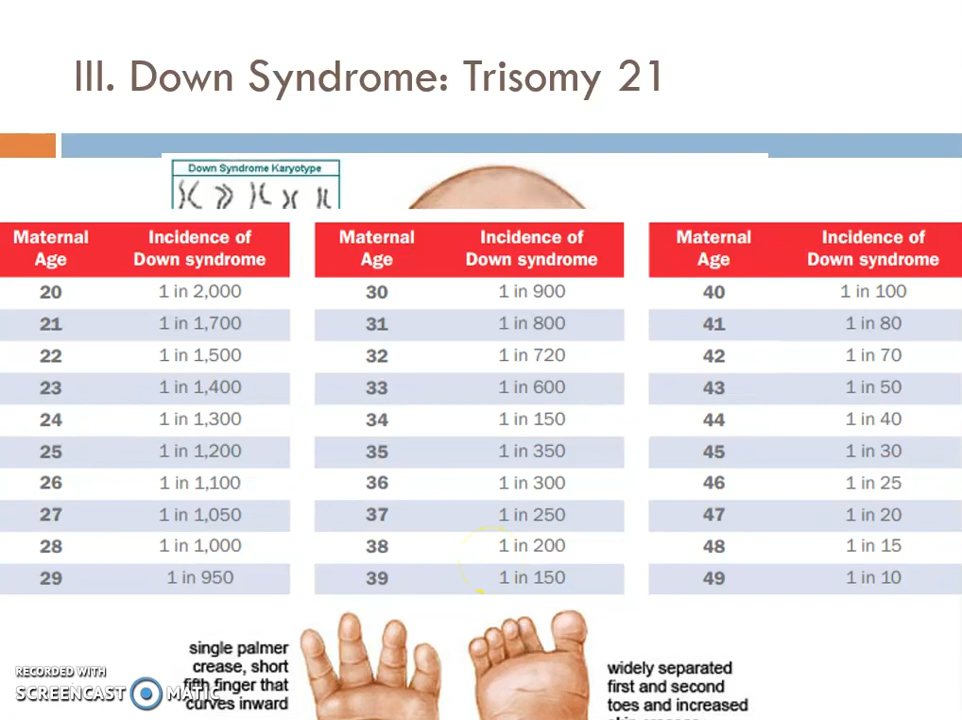 III. Down Syndrome: Trisomy 21
Down Syndrome Karyotype
Maternal Age Incidence of Down syndrome
20 1 in 2,000
21 1 in 1,700
22 1 in 1,500
23 1 in 1,400
24 1 in 1,300
25 1 in 1,200
26 1 in 1,100
27 1 in 1,050
28 1 in 1,000
29 1 in 950
Maternal Age Incidence of Down syndrome
30 1 in 900
31 1 in 800
32 1 in 720
33 1 in 600
34 1 in 150
35 1 in 350
36 1 in 300
37 1 in 250
38 1 in 200
39 1 in 150
Maternal Age Incidence of Down syndrome
40 1 in 100
41 1 in 80
42 1 in 70
43 1 in 50
44 1 in 40
45 1 in 30
46 1 in 25
47 1 in 20
48 1 in 15
49 1 in 10
single palmer
crease, short
fifth finger that
curves inward
widely separated
first and second
toes and increased
RECORDED WITH
SCREENCAST MATIC